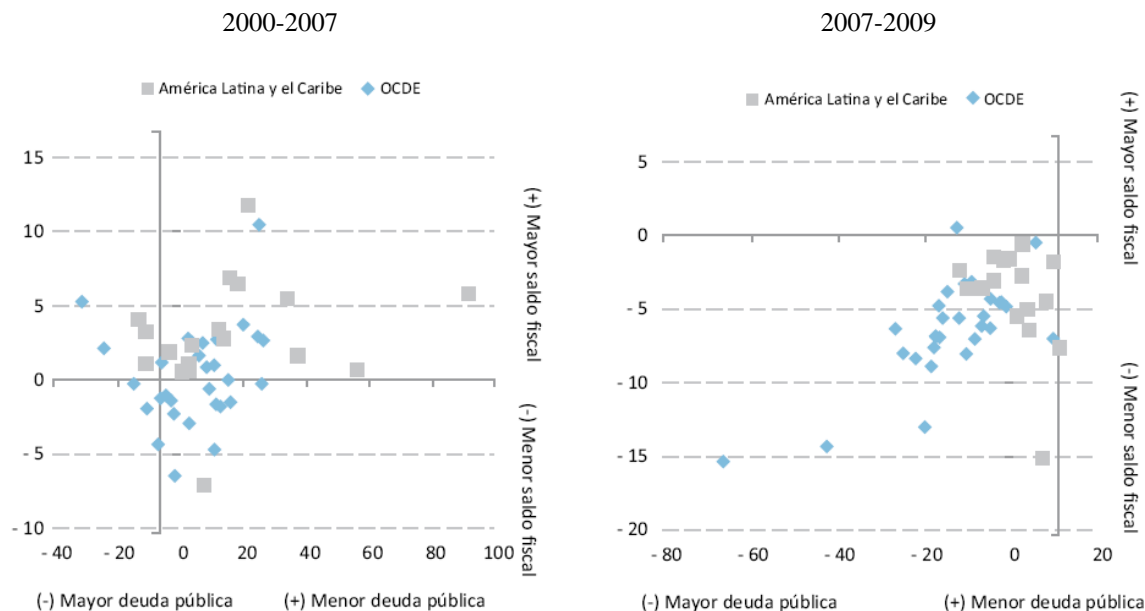 2000-2007
América Latina y el Caribe OCDE
15
10
5
0
- 5
- 10
- 40 - 20 0 20 40 60 80 100
(+) Mayor saldo fiscal
(-) Menor saldo fiscal
(-) Mayor deuda pública (+) Menor deuda pública
2007-2009
América Latina y el Caribe OCDE
5
0
- 5
- 10
- 15
- 20
- 80 - 60 - 40 - 20 0 20
(+) Mayor saldo fiscal
(-) Menor saldo fiscal
(-) Mayor deuda pública (+) Menor deuda pública